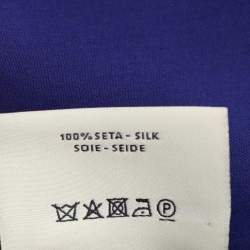 100% SETA - SILK
SOIE - SEIDE
P